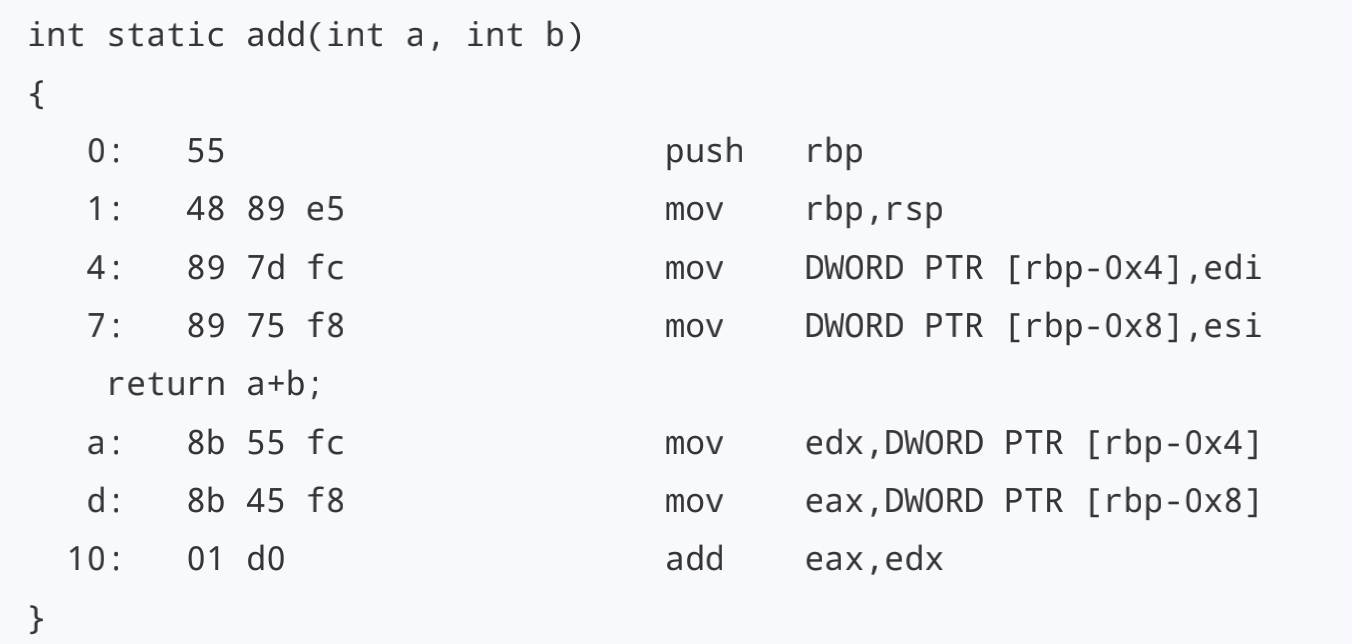 int static add(int a, int b)
{
   0:   55                      push   rbp
   1:   48 89 e5                mov    rbp,rsp
   4:   89 7d fc                mov    DWORD PTR [rbp-0x4],edi
   7:   89 75 f8                mov    DWORD PTR [rbp-0x8],esi
    return a+b;
   a:   8b 55 fc                mov    edx,DWORD PTR [rbp-0x4]
   d:   8b 45 f8                mov    eax,DWORD PTR [rbp-0x8]
  10:   01 d0                   add    eax,edx
}